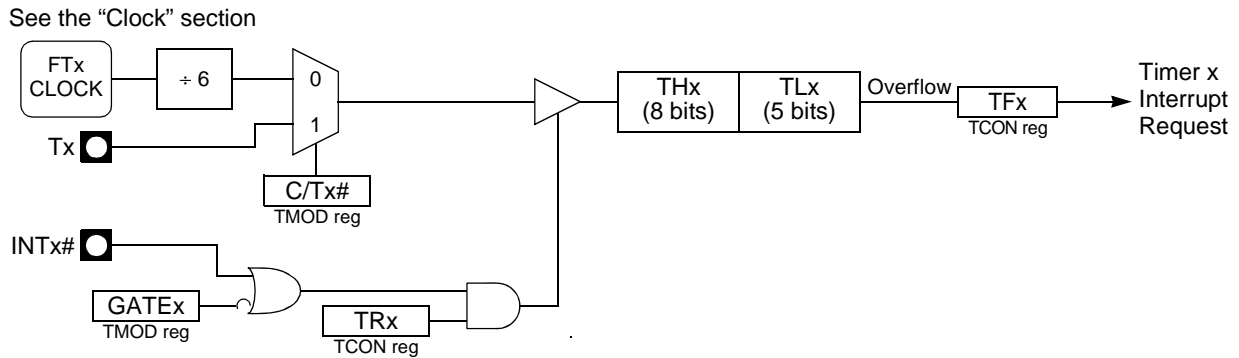 See the “Clock” section
FTx
CLOCK
÷ 6
0
1
Tx
C/Tx#
TMOD reg
THx
(8 bits)
TLx
(5 bits)
Overflow
TFx
TCON reg
Timer x
Interrupt
Request
INTx#
GATEx
TMOD reg
TRx
TCON reg